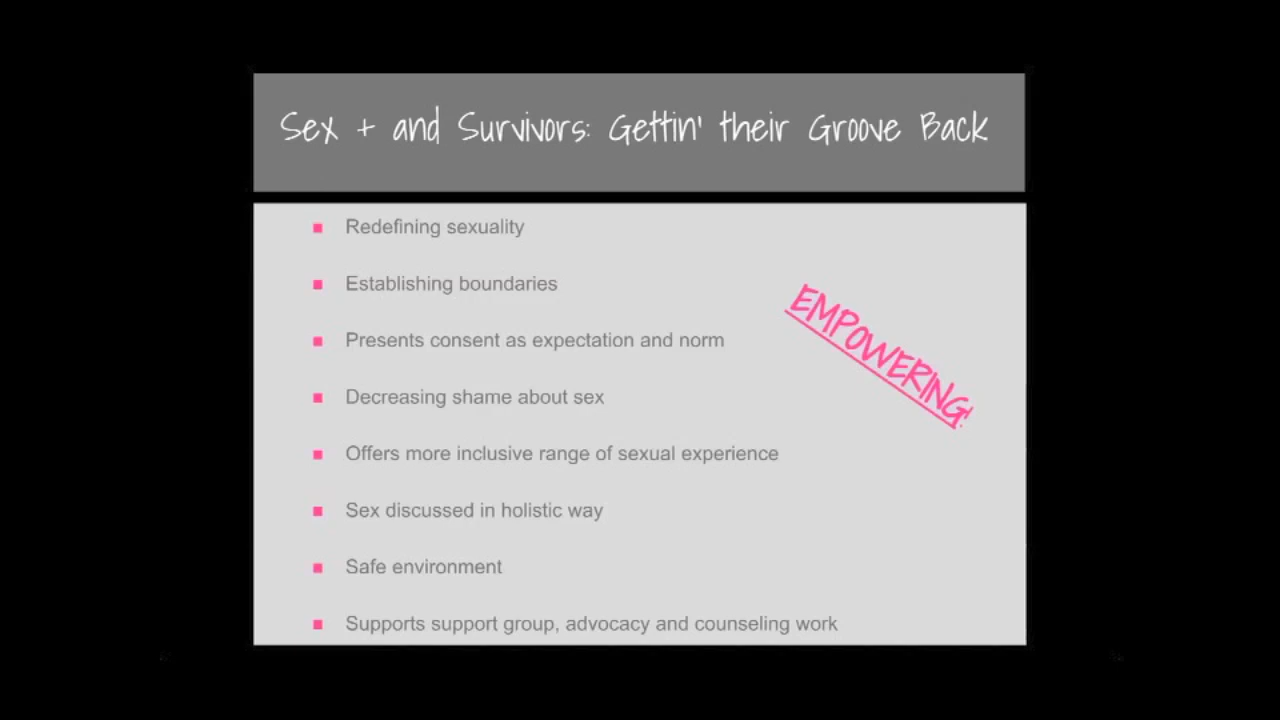 Sex + and Survivors: Gettin' their Groove Back
Redefining sexuality
Establishing boundaries
EMPOWERING!
Presents consent as expectation and norm
Decreasing shame about sex
Offers more inclusive range of sexual experience
Sex discussed in holistic way
Safe environment
Supports support group, advocacy and counseling work